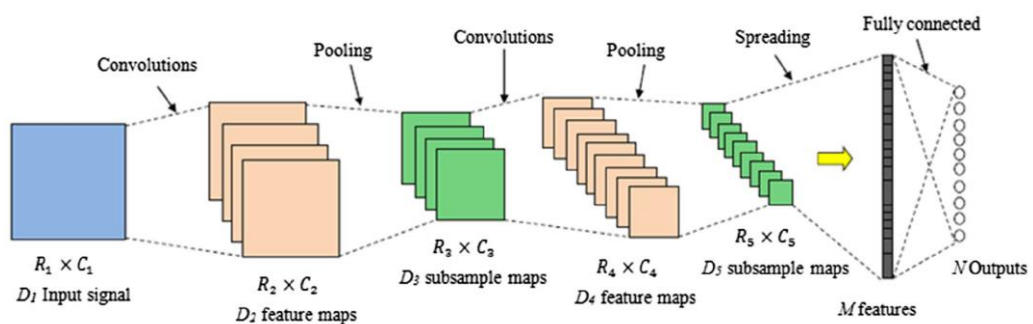 Convolutions
Pooling
Convolutions
Pooling
Spreading
Fully connected
R₁ × C₁
D₁ Input signal
R₂ × C₂
D₂ feature maps
R₃ × C₃
D₃ subsample maps
R₄ × C₄
D₄ feature maps
R₅ × C₅
D₅ subsample maps
M features
N Outputs